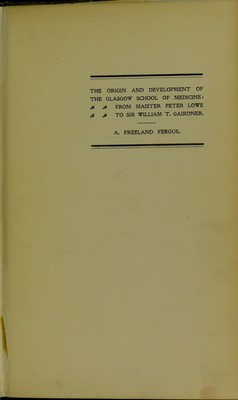 THE ORIGIN AND DEVELOPMENT OF
THE GLASGOW SCHOOL OF MEDICINE:
FROM MAISTER PETER LOWE
TO SIR WILLIAM T. GAIRDNER.
A. FREELAND FERGUS.